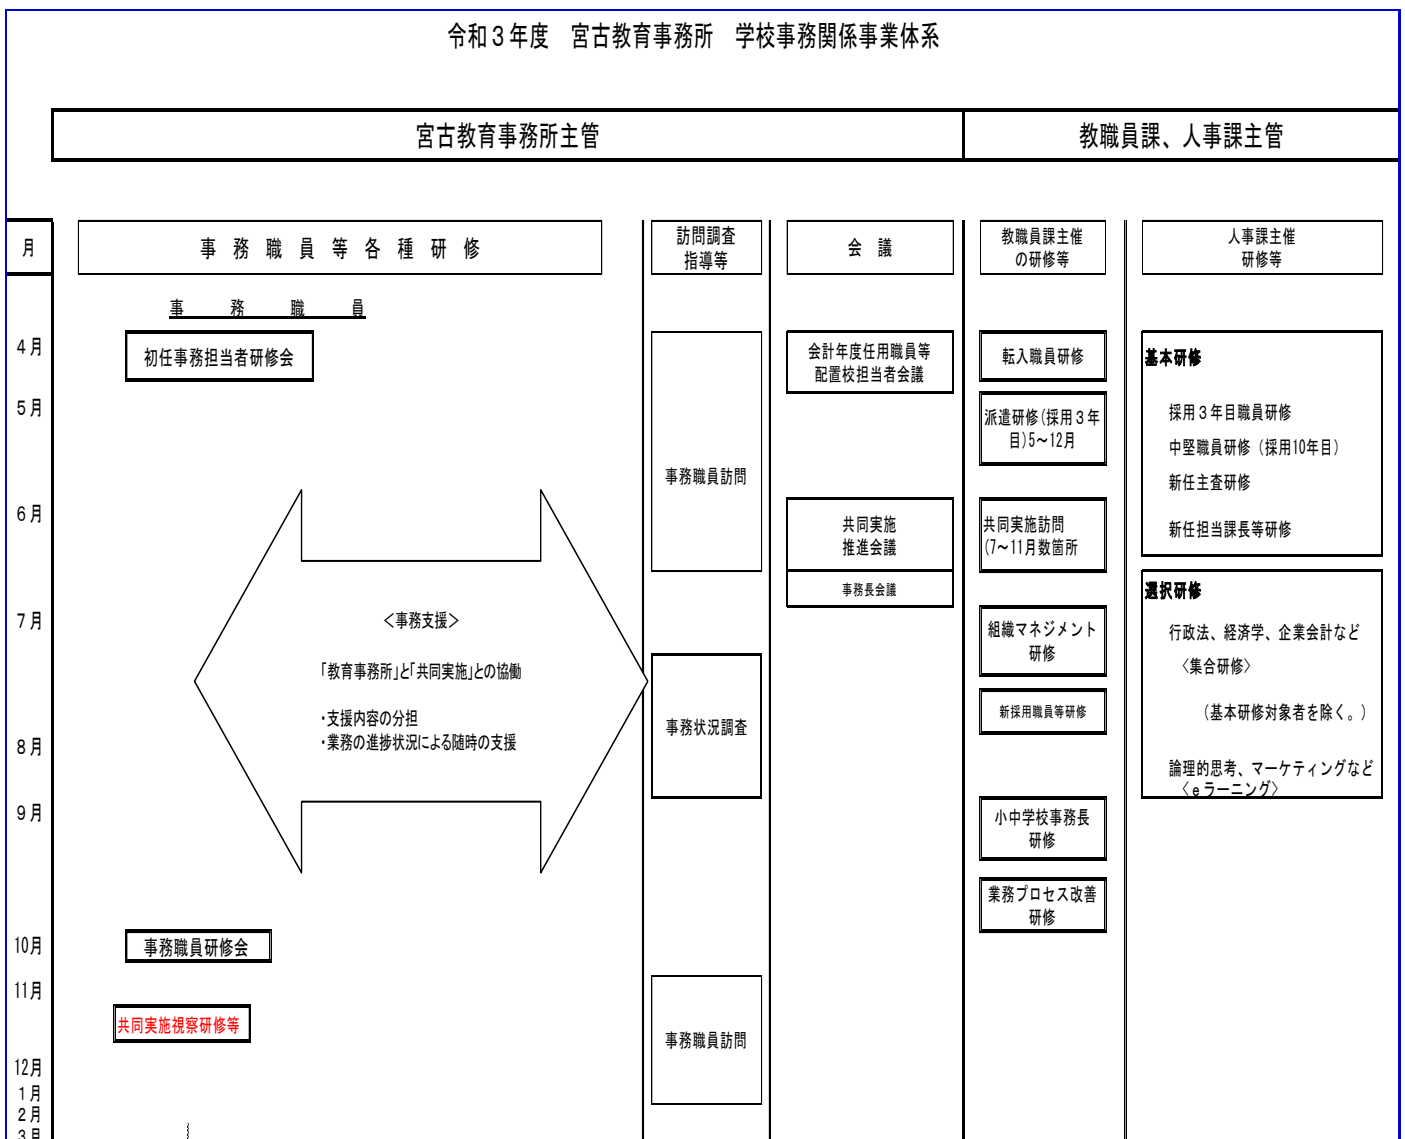 令和３年度　宮古教育事務所　学校事務関係事業体系
宮古教育事務所主管
教職員課、人事課主管
月
事務職員等各種研修
訪問調査
指導等
会議
教職員課主催
の研修等
人事課主催
研修等
事務職員
4月
5月
6月
7月
8月
9月
10月
11月
12月
1月
2月
3月
初任事務担当者研修会
＜事務支援＞
「教育事務所」と「共同実施」との協働
・支援内容の分担
・業務の進捗状況による随時の支援
事務職員研修会
共同実施視察研修等
事務職員訪問
事務状況調査
事務職員訪問
会計年度任用職員等
配置校担当者会議
共同実施
推進会議
事務長会議
転入職員研修
派遣研修(採用３年
目)5～12月
共同実施訪問
(7～11月数箇所
組織マネジメント
研修
新採用職員等研修
小中学校事務長
研修
業務プロセス改善
研修
基本研修
採用３年目職員研修
中堅職員研修（採用10年目）
新任主査研修
新任担当課長等研修
選択研修
行政法、経済学、企業会計など
〈集合研修〉
（基本研修対象者を除く。）
論理的思考、マーケティングなど
〈ｅラーニング〉